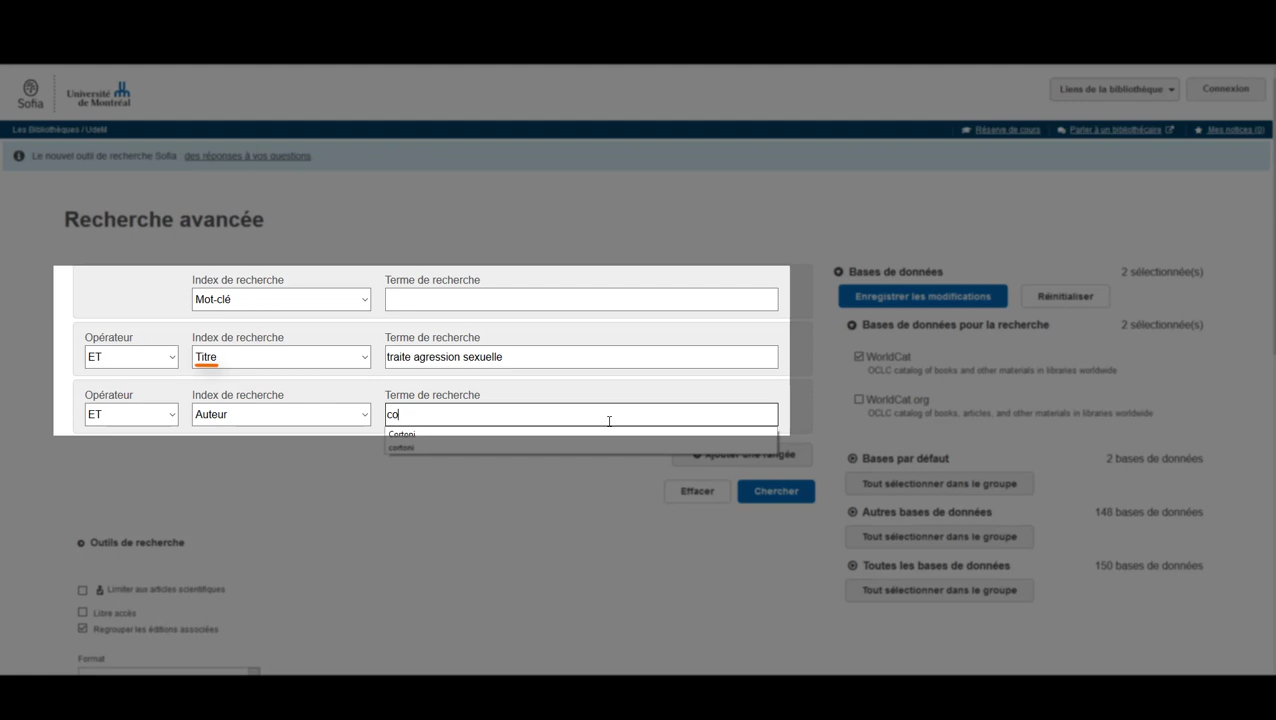 Sofia
Université
de Montréal
Liens de la bibliothèque
Connexion
Les Bibliothèques / UdeM
Réserve de cours
Parler à un bibliothécaire
Mes notices (0)
Le nouvel outil de recherche Sofia des réponses à vos questions
Recherche avancée
Index de recherche
Terme de recherche
Mot-clé
Opérateur
Index de recherche
Terme de recherche
ET
Titre
traite agression sexuelle
Opérateur
Index de recherche
Terme de recherche
ET
Auteur
co
Cortoni
cortoni
Ajouter une rangée
Effacer
Chercher
Outils de recherche
Limiter aux articles scientifiques
Libre accès
Regrouper les éditions associées
Format
Bases de données
2 sélectionnée(s)
Enregistrer les modifications
Réinitialiser
Bases de données pour la recherche
2 sélectionnée(s)
WorldCat
OCLC catalog of books and other materials in libraries worldwide
WorldCat.org
OCLC catalog of books, articles, and other materials in libraries worldwide
Bases par défaut
2 bases de données
Tout sélectionner dans le groupe
Autres bases de données
148 bases de données
Tout sélectionner dans le groupe
Toutes les bases de données
150 bases de données
Tout sélectionner dans le groupe